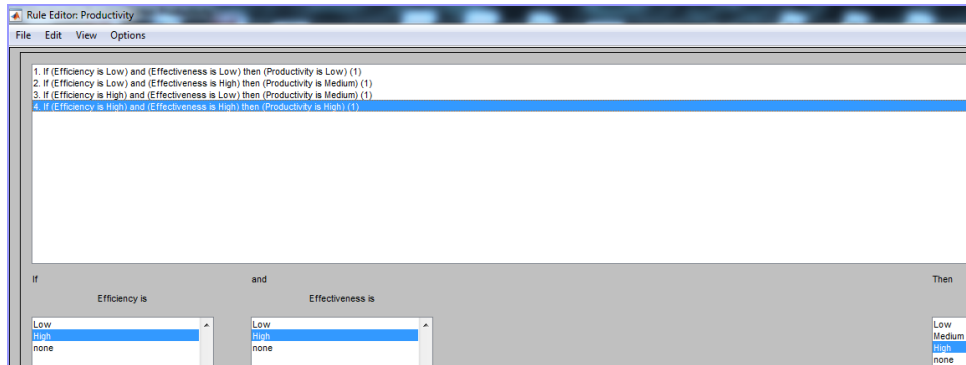 Rule Editor: Productivity
File Edit View Options
1. If (Efficiency is Low) and (Effectiveness is Low) then (Productivity is Low) (1)
2. If (Efficiency is Low) and (Effectiveness is High) then (Productivity is Medium) (1)
3. If (Efficiency is High) and (Effectiveness is Low) then (Productivity is Medium) (1)
4. If (Efficiency is High) and (Effectiveness is High) then (Productivity is High) (1)
If and Then
Efficiency is Effectiveness is
Low Low Low
High High Medium
none none High
none